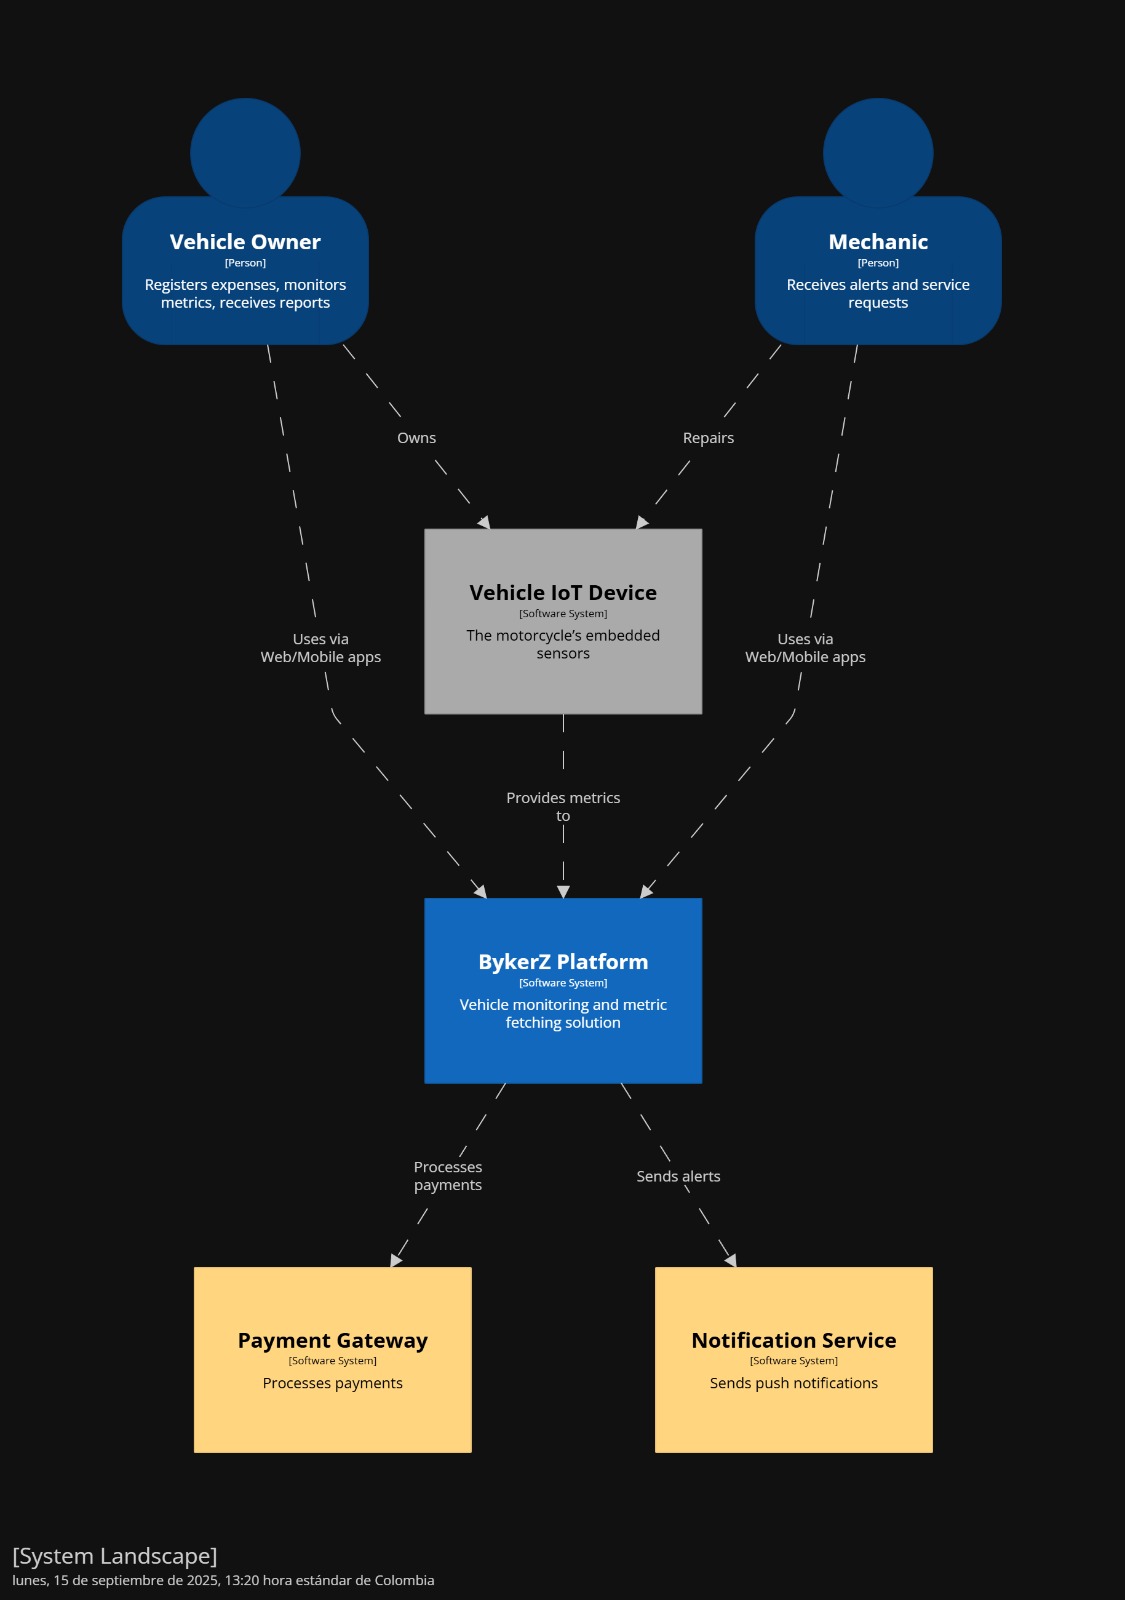 Vehicle Owner
[Person]
Registers expenses, monitors
metrics, receives reports
Mechanic
[Person]
Receives alerts and service
requests
Owns
Repairs
Vehicle IoT Device
[Software System]
The motorcycle’s embedded
sensors
Uses via
Web/Mobile apps
Uses via
Web/Mobile apps
Provides metrics
to
BykerZ Platform
[Software System]
Vehicle monitoring and metric
fetching solution
Processes
payments
Sends alerts
Payment Gateway
[Software System]
Processes payments
Notification Service
[Software System]
Sends push notifications
[System Landscape]
lunes, 15 de septiembre de 2025, 13:20 hora estándar de Colombia